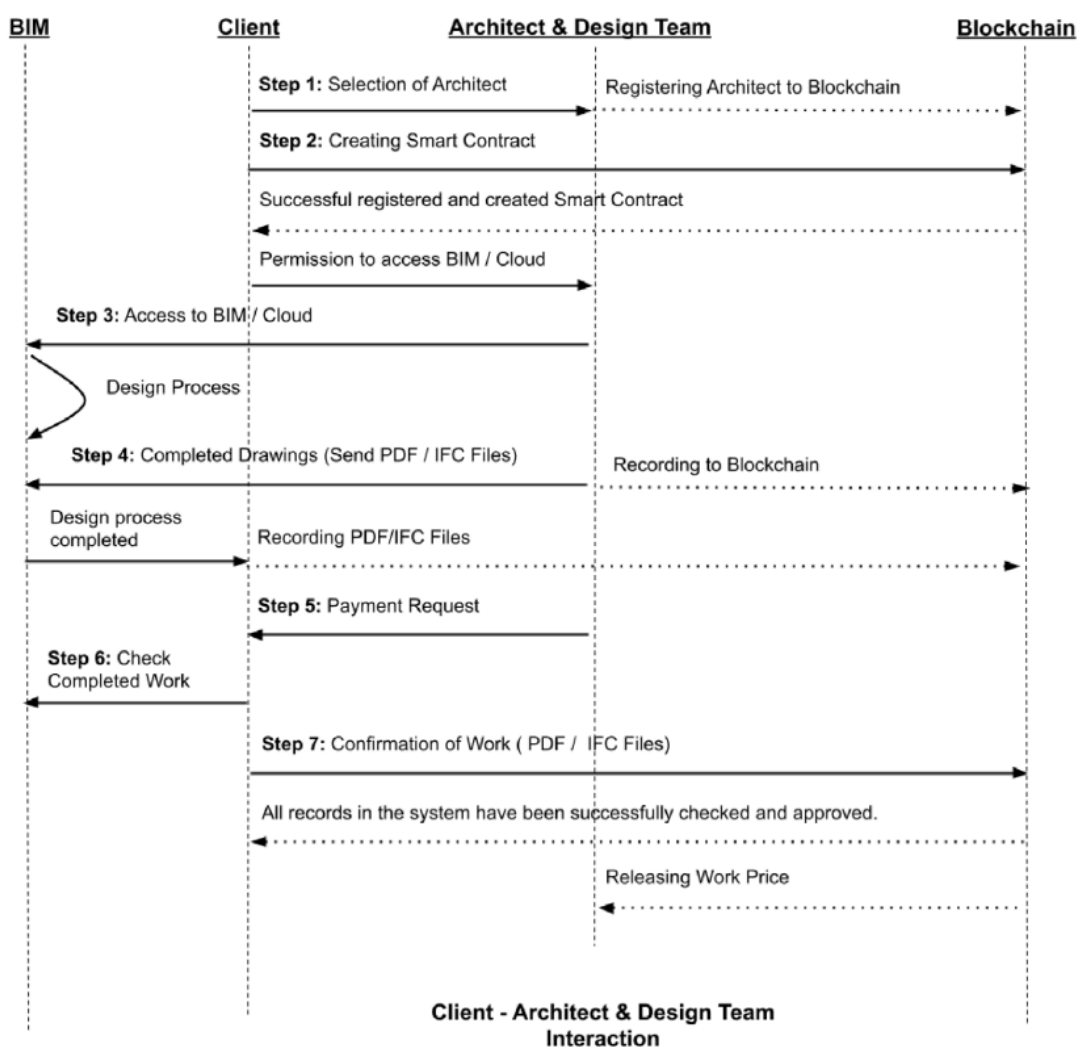 BIM
Client
Architect & Design Team
Blockchain
Step 1: Selection of Architect
Registering Architect to Blockchain
Step 2: Creating Smart Contract
Successful registered and created Smart Contract
Permission to access BIM / Cloud
Step 3: Access to BIM / Cloud
Design Process
Step 4: Completed Drawings (Send PDF / IFC Files)
Recording to Blockchain
Design process
completed
Recording PDF/IFC Files
Step 5: Payment Request
Step 6: Check
Completed Work
Step 7: Confirmation of Work ( PDF / IFC Files)
All records in the system have been successfully checked and approved.
Releasing Work Price
Client - Architect & Design Team
Interaction